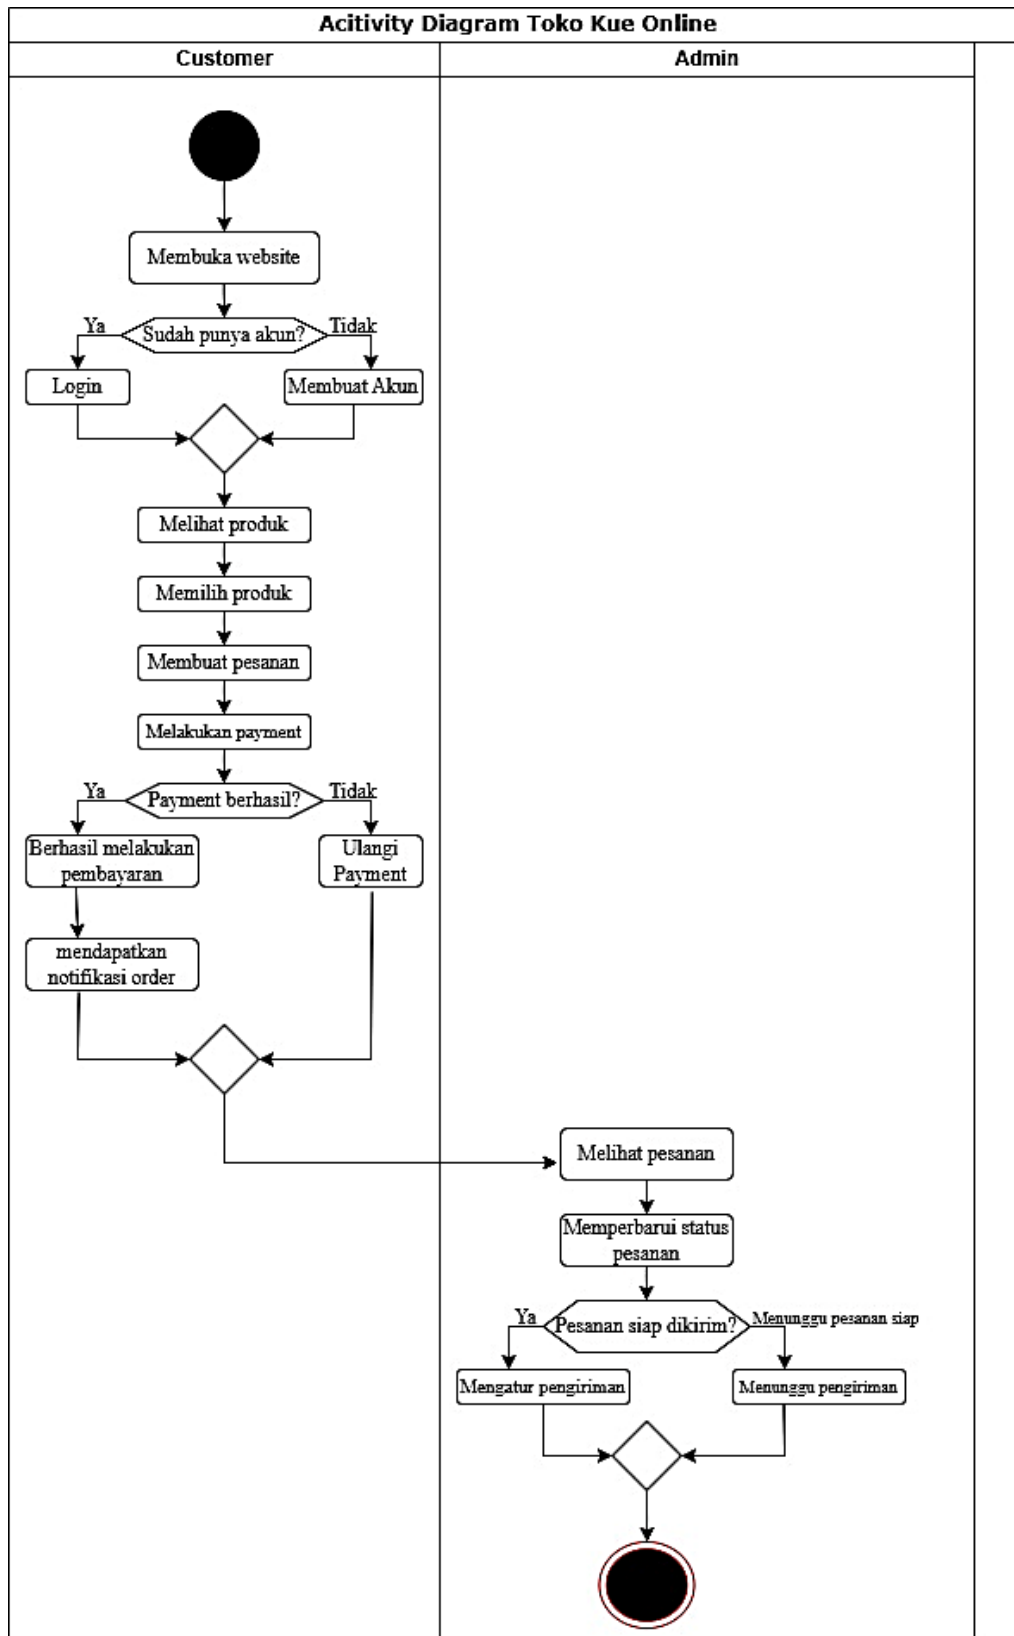 Acitivity Diagram Toko Kue Online
Customer
Admin
Membuka website
Ya
Sudah punya akun?
Tidak
Login
Membuat Akun
Melihat produk
Memilih produk
Membuat pesanan
Melakukan payment
Ya
Payment berhasil?
Tidak
Berhasil melakukan
pembayaran
Ulangi
Payment
mendapatkan
notifikasi order
Melihat pesanan
Memperbarui status
pesanan
Ya
Pesanan siap dikirim?
Menunggu pesanan siap
Mengatur pengiriman
Menunggu pengiriman